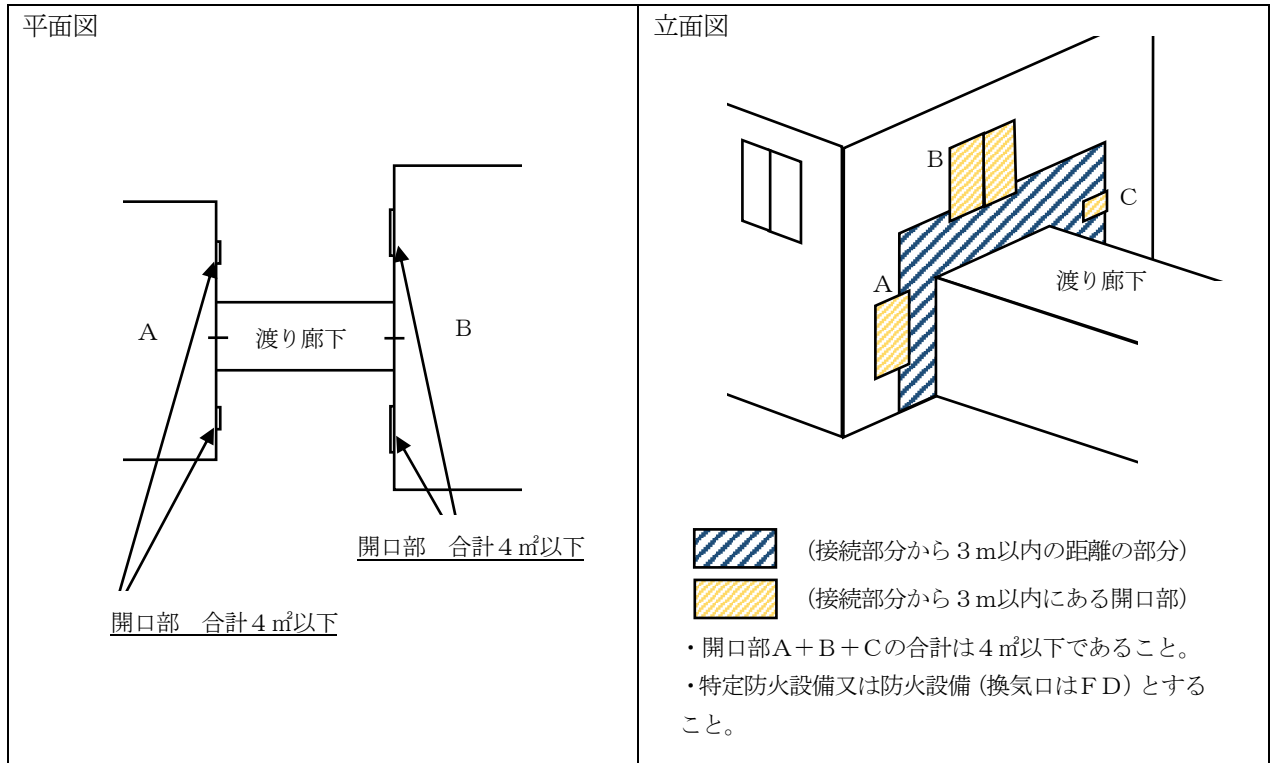 平面図
A
渡り廊下
B
開口部　合計４㎡以下
開口部　合計４㎡以下
立面図
B
C
A
渡り廊下
（接続部分から３ｍ以内の距離の部分）
（接続部分から３ｍ以内にある開口部）
・開口部A＋B＋Cの合計は４㎡以下であること。
・特定防火設備又は防火設備（換気口はＦＤ）とする
こと。